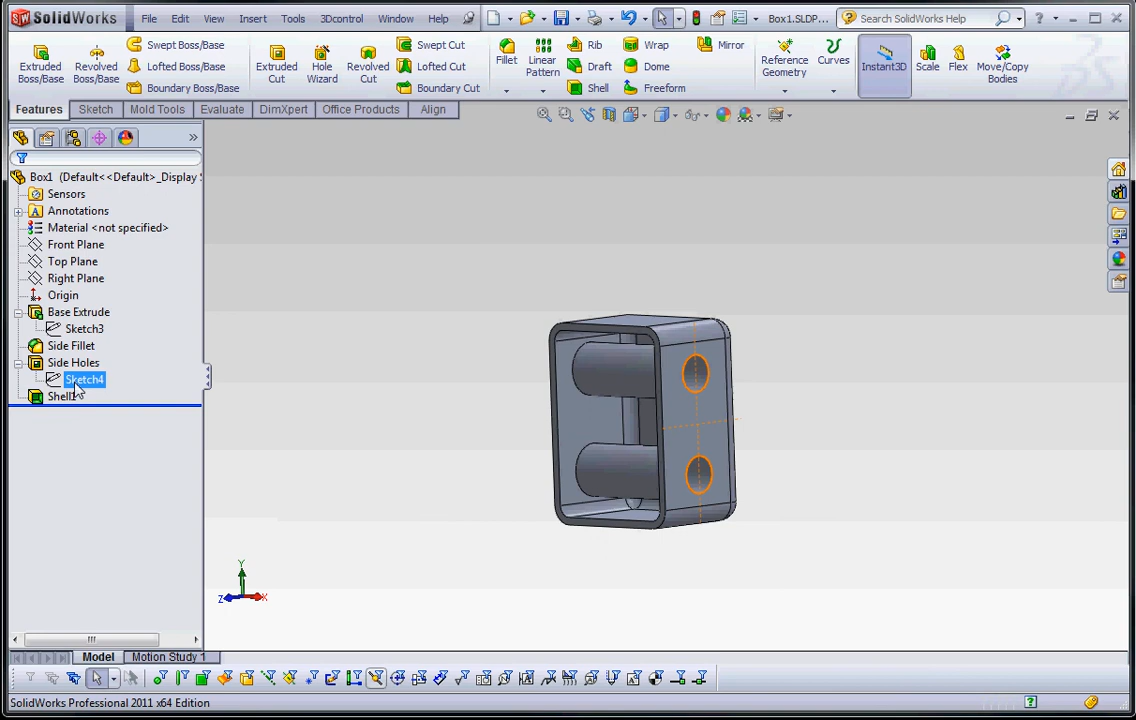 SolidWorks File Edit View Insert Tools 3Dcontrol Window Help Box1.SLDP... Search SolidWorks Help
Extruded Boss/Base
Revolved Boss/Base
Swept Boss/Base
Lofted Boss/Base
Boundary Boss/Base
Extruded Cut
Hole Wizard
Revolved Cut
Swept Cut
Lofted Cut
Boundary Cut
Fillet
Linear Pattern
Rib
Draft
Shell
Wrap
Dome
Freeform
Mirror
Reference Geometry
Curves
Instant3D
Scale
Flex
Move/Copy Bodies
Features Sketch Mold Tools Evaluate DimXpert Office Products Align
Box1 (Default<<Default>_Display
Sensors
Annotations
Material <not specified>
Front Plane
Top Plane
Right Plane
Origin
Base Extrude
Sketch3
Side Fillet
Side Holes
Sketch4
Y
Z X
Model Motion Study 1
SolidWorks Professional 2011 x64 Edition